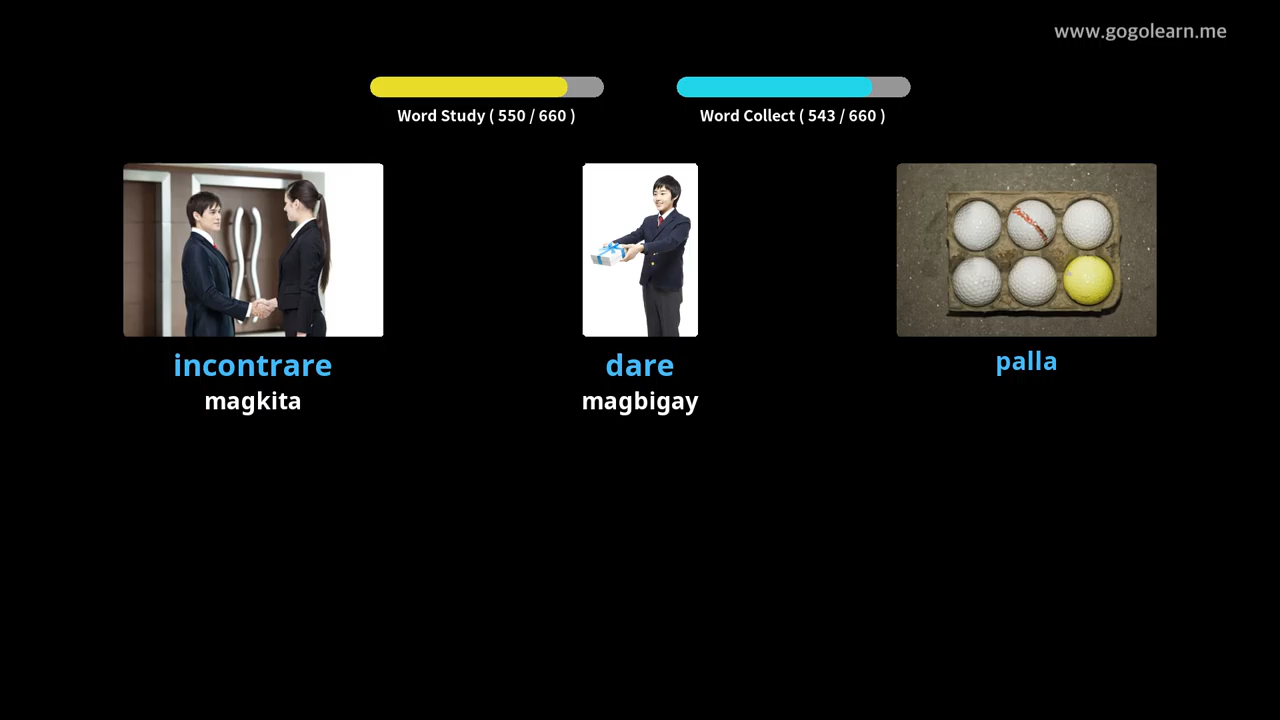 www.gogolearn.me
Word Study ( 550 / 660 )
Word Collect ( 543 / 660 )
incontrare
magkita
dare
magbigay
palla